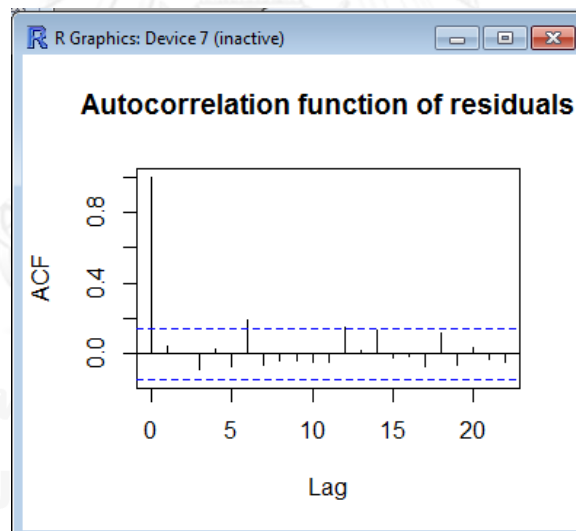 R Graphics: Device 7 (inactive)
Autocorrelation function of residuals
ACF
0.8
0.4
0.0
0 5 10 15 20
Lag